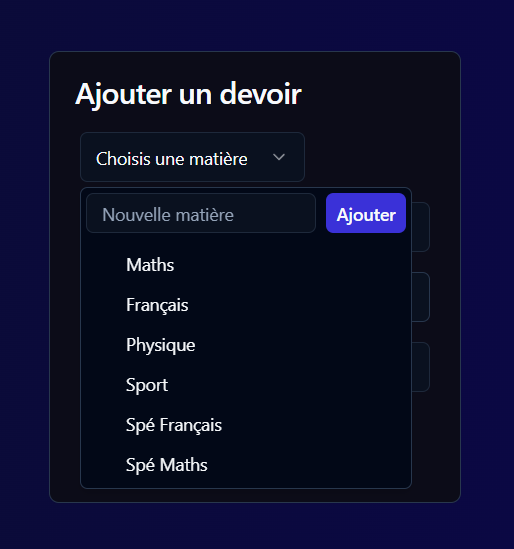 Ajouter un devoir
Choisis une matière
Nouvelle matière Ajouter
Maths
Français
Physique
Sport
Spé Français
Spé Maths